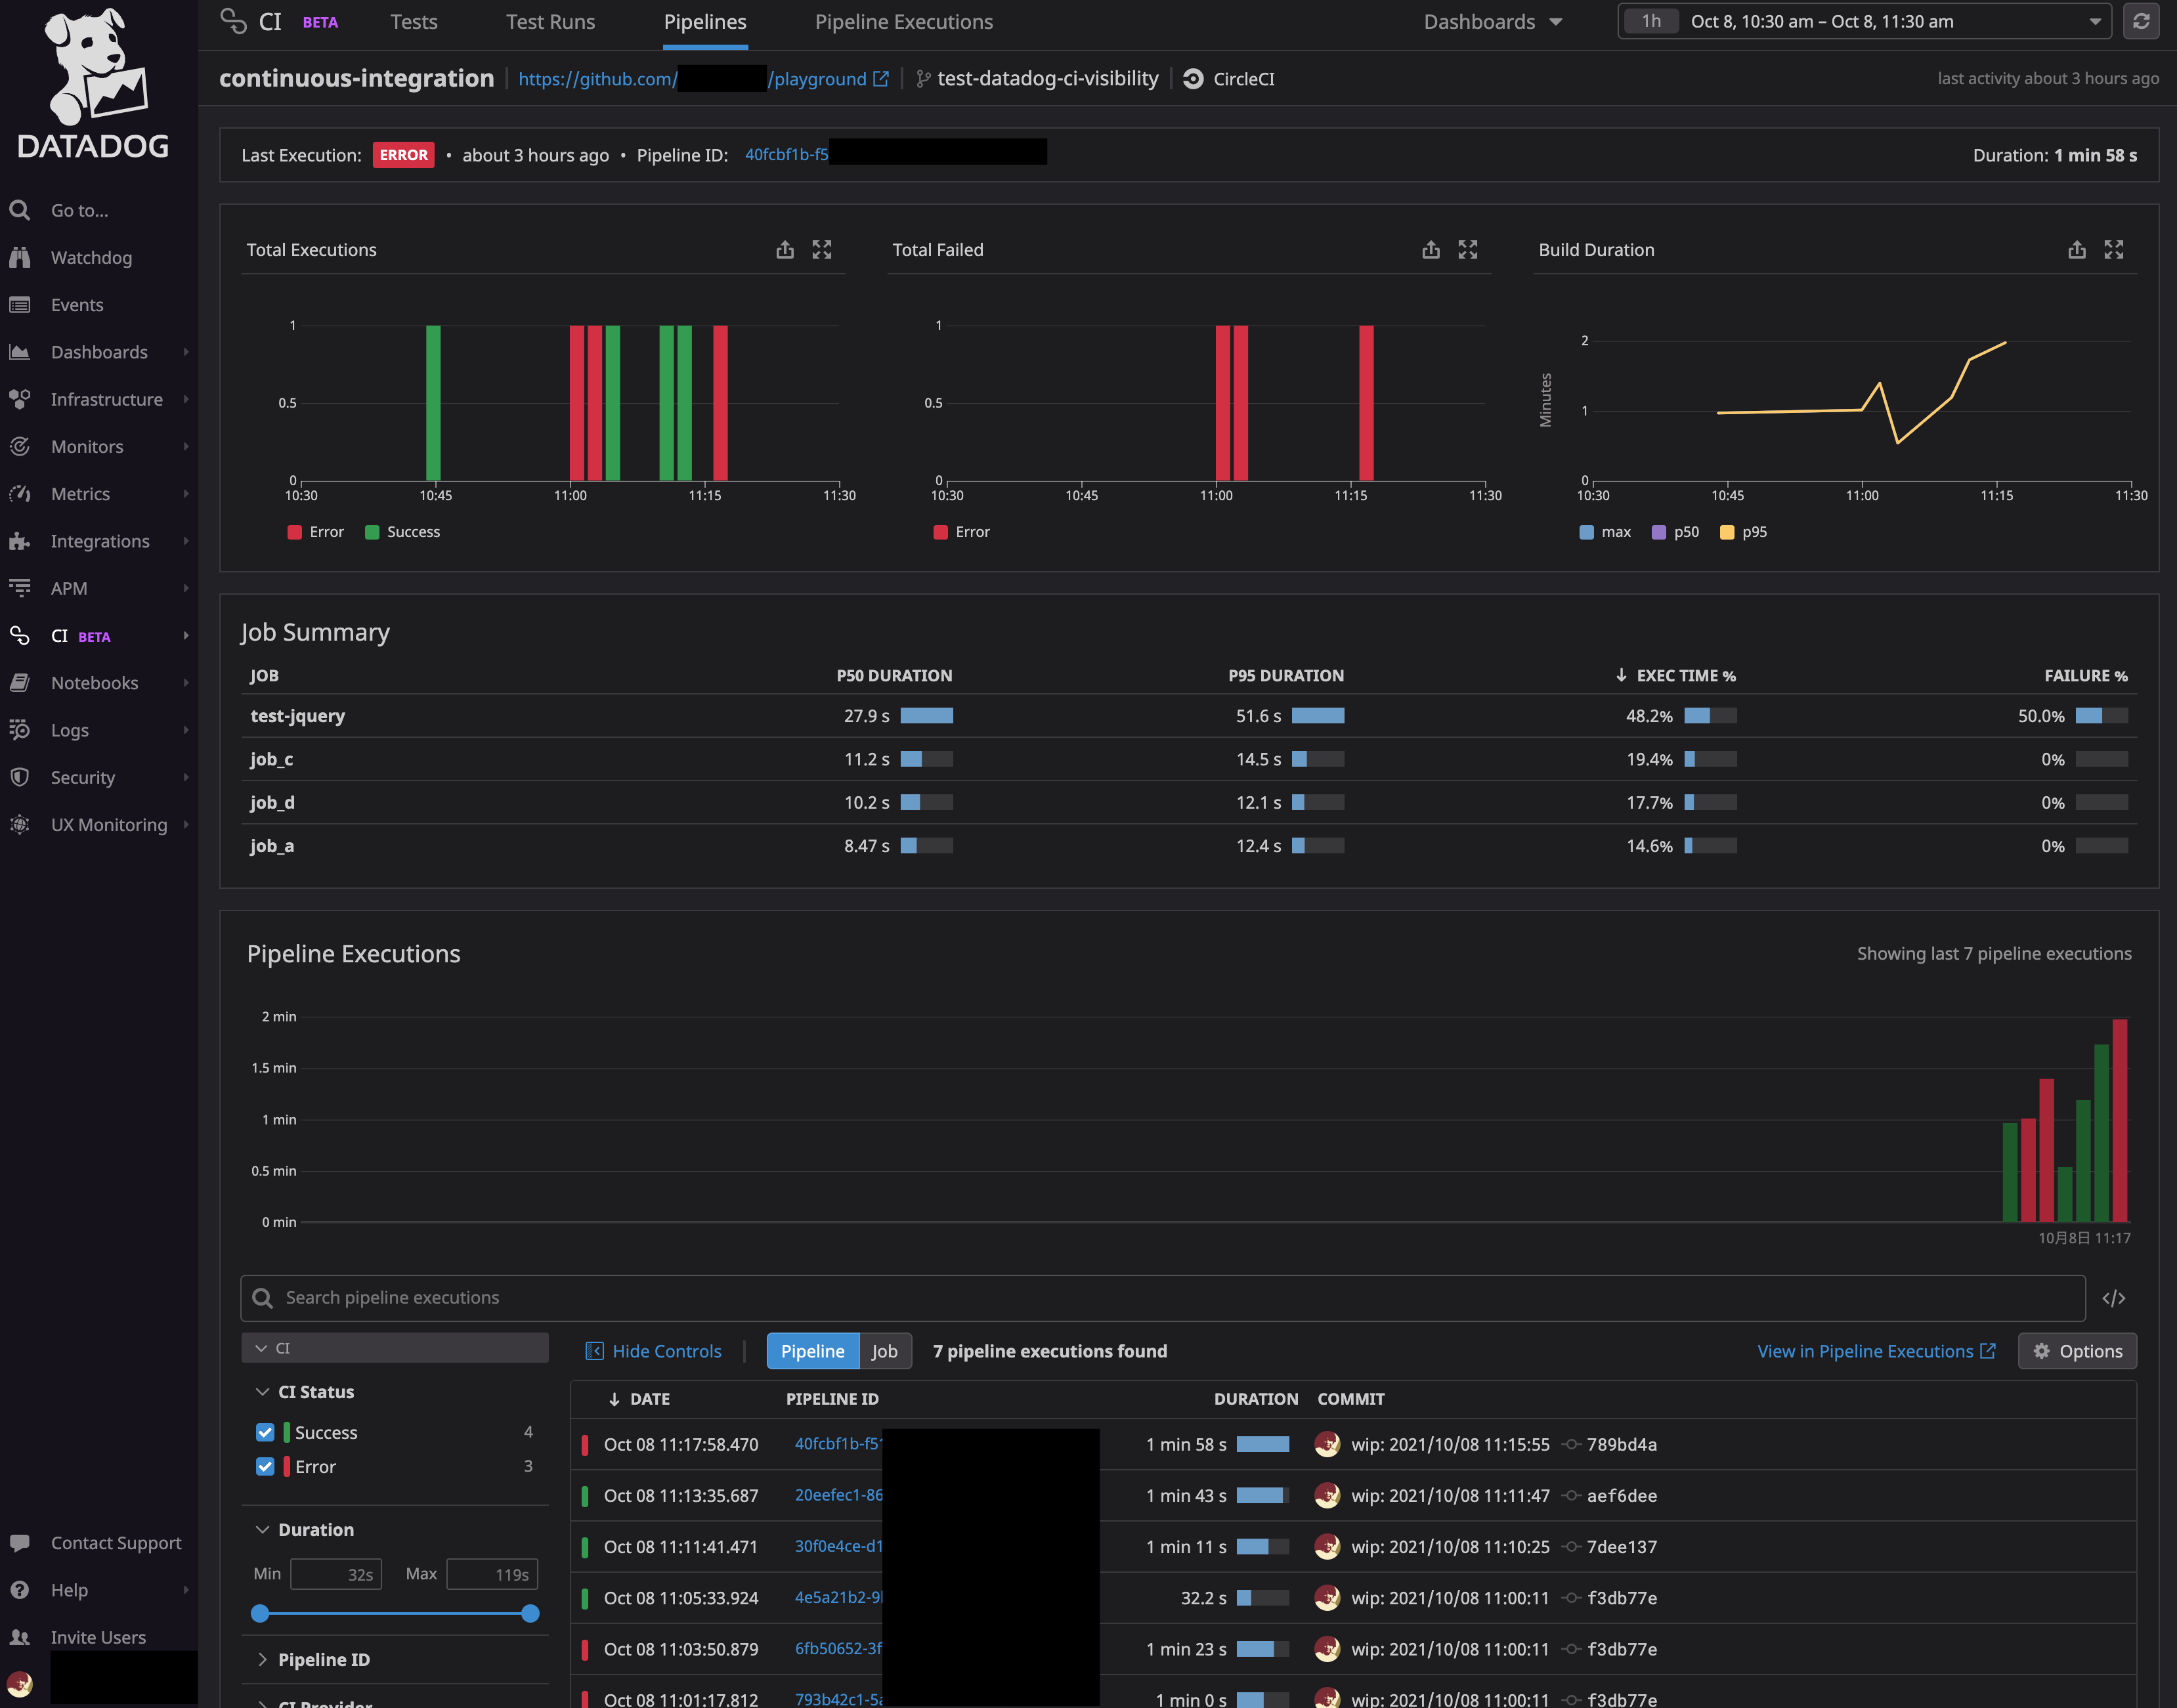 DATADOG
Go to...
Watchdog
Events
Dashboards
Infrastructure
Monitors
Metrics
Integrations
APM
CI BETA
Notebooks
Logs
Security
UX Monitoring
Contact Support
Help
Invite Users
CI BETA Tests Test Runs Pipelines Pipeline Executions Dashboards 1h Oct 8, 10:30 am – Oct 8, 11:30 am
continuous-integration https://github.com/ /playground test-datadog-ci-visibility CircleCI last activity about 3 hours ago
Last Execution: ERROR • about 3 hours ago • Pipeline ID: 40fcbf1b-f5 Duration: 1 min 58 s
Total Executions
1
0.5
0
10:30 10:45 11:00 11:15 11:30
Error Success
Total Failed
1
0.5
0
10:30 10:45 11:00 11:15 11:30
Error
Build Duration
Minutes
2
1
0
10:30 10:45 11:00 11:15 11:30
max p50 p95
Job Summary
JOB P50 DURATION P95 DURATION EXEC TIME % FAILURE %
test-jquery 27.9 s 51.6 s 48.2% 50.0%
job_c 11.2 s 14.5 s 19.4% 0%
job_d 10.2 s 12.1 s 17.7% 0%
job_a 8.47 s 12.4 s 14.6% 0%
Pipeline Executions Showing last 7 pipeline executions
2 min
1.5 min
1 min
0.5 min
0 min
10月8日 11:17
Search pipeline executions </>
CI
CI Status
Success 4
Error 3
Duration
Min 32s Max 119s
Pipeline ID
CI Provider
Hide Controls Pipeline Job 7 pipeline executions found View in Pipeline Executions Options
DATE PIPELINE ID DURATION COMMIT
Oct 08 11:17:58.470 40fcbf1b-f51 1 min 58 s wip: 2021/10/08 11:15:55 789bd4a
Oct 08 11:13:35.687 20eefec1-86 1 min 43 s wip: 2021/10/08 11:11:47 aef6dee
Oct 08 11:11:41.471 30f0e4ce-d1 1 min 11 s wip: 2021/10/08 11:10:25 7dee137
Oct 08 11:05:33.924 4e5a21b2-9 32.2 s wip: 2021/10/08 11:00:11 f3db77e
Oct 08 11:03:50.879 6fb50652-3f 1 min 23 s wip: 2021/10/08 11:00:11 f3db77e
Oct 08 11:01:17.812 793b42c1-5a 1 min 0 s wip: 2021/10/08 11:00:11 f3db77e